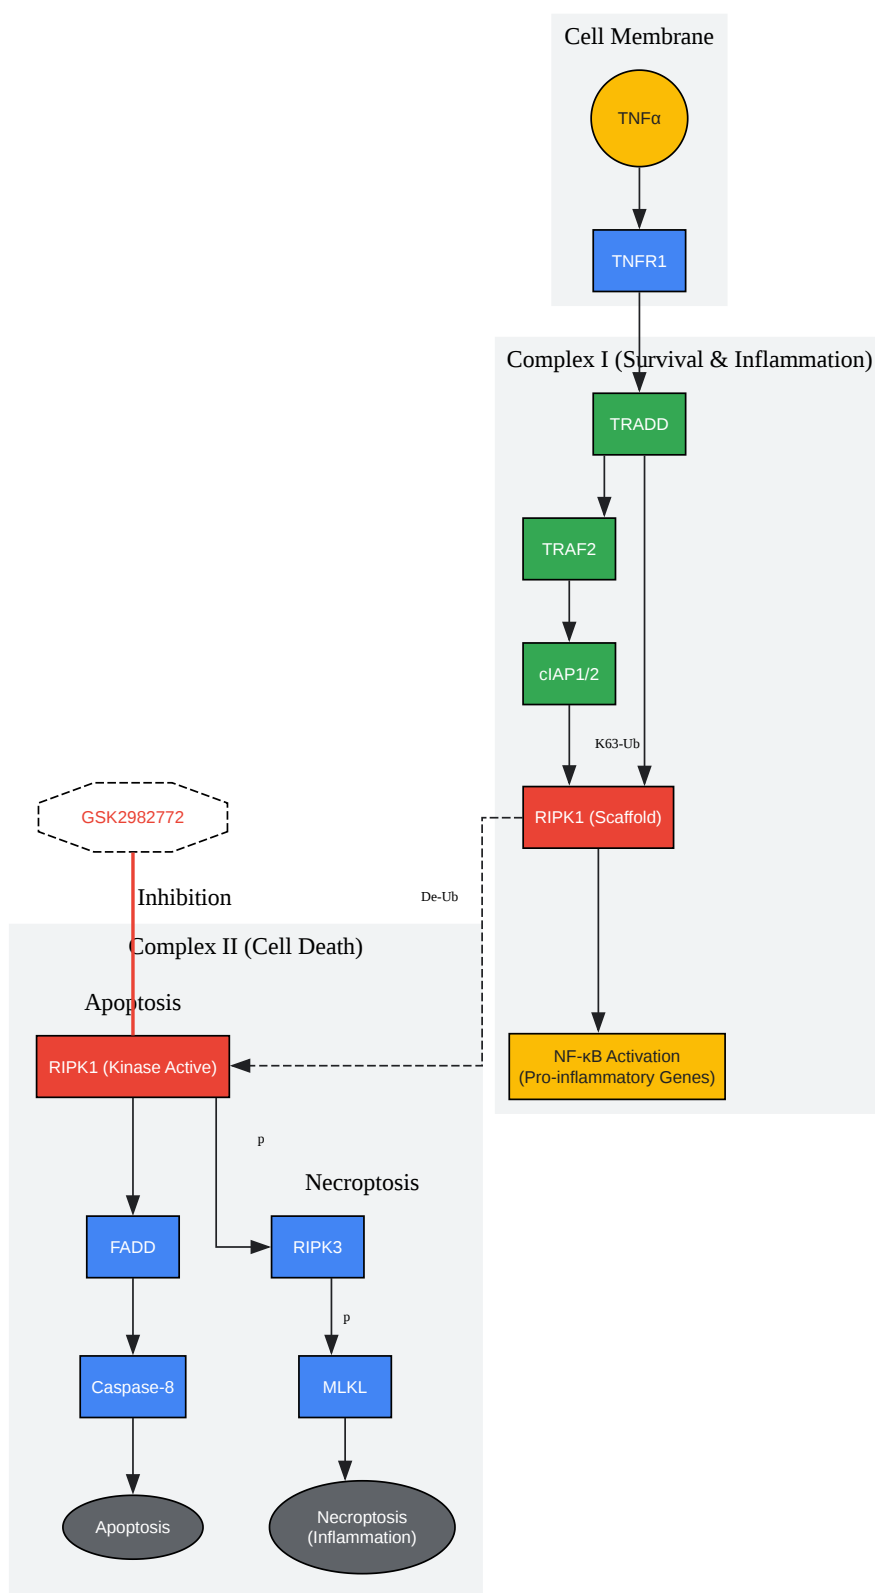 Cell Membrane
TNFα
TNFR1
Complex I (Survival & Inflammation)
TRADD
TRAF2
cIAP1/2
K63-Ub
GSK2982772
RIPK1 (Scaffold)
Inhibition
De-Ub
Complex II (Cell Death)
Apoptosis
RIPK1 (Kinase Active)
NF-κB Activation
(Pro-inflammatory Genes)
p
Necroptosis
FADD
RIPK3
p
Caspase-8
MLKL
Apoptosis
Necroptosis
(Inflammation)